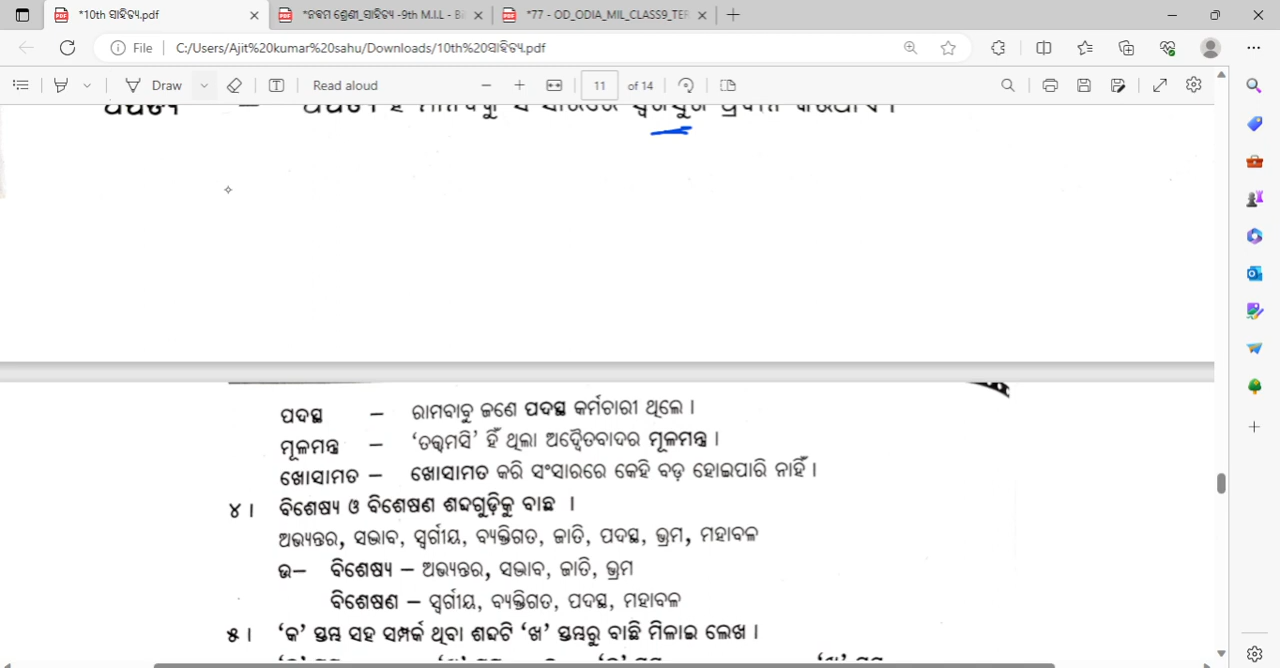 *10th ସାହିତ୍ୟ.pdf
*ନବମ ଶ୍ରେଣୀ_ସାହିତ୍ୟ -9th M.I.L - B
*77 - OD_ODIA_MIL_CLASS9_TER
File C:/Users/Ajit%20kumar%20sahu/Downloads/10th%20ସାହିତ୍ୟ.pdf
Draw Read aloud 11 of 14
ପଦସ୍ଥ — ରାମବାବୁ ଜଣେ ପଦସ୍ଥ କର୍ମଚାରୀ ଥିଲେ ।
ମୂଳମନ୍ତ୍ର — ‘ତତ୍ତ୍ୱମସି’ ହିଁ ଥିଲା ଅଦ୍ୱୈତବାଦର ମୂଳମନ୍ତ୍ର ।
ଖୋସାମତ — ଖୋସାମତ କରି ସଂସାରରେ କେହି ବଡ଼ ହୋଇପାରି ନାହିଁ ।
୪ । ବିଶେଷ୍ୟ ଓ ବିଶେଷଣ ଶବ୍ଦଗୁଡ଼ିକୁ ବାଛ ।
ଅଭ୍ୟନ୍ତର, ସଦ୍ଭାବ, ସ୍ୱର୍ଗୀୟ, ବ୍ୟକ୍ତିଗତ, ଜାତି, ପଦସ୍ଥ, ଭ୍ରମ, ମହାବଳ
ଉ— ବିଶେଷ୍ୟ – ଅଭ୍ୟନ୍ତର, ସଦ୍ଭାବ, ଜାତି, ଭ୍ରମ
ବିଶେଷଣ – ସ୍ୱର୍ଗୀୟ, ବ୍ୟକ୍ତିଗତ, ପଦସ୍ଥ, ମହାବଳ
୫ । ‘କ’ ସ୍ତମ୍ଭ ସହ ସମ୍ପର୍କ ଥିବା ଶବ୍ଦଟି ‘ଖ’ ସ୍ତମ୍ଭରୁ ବାଛି ମିଳାଇ ଲେଖ ।